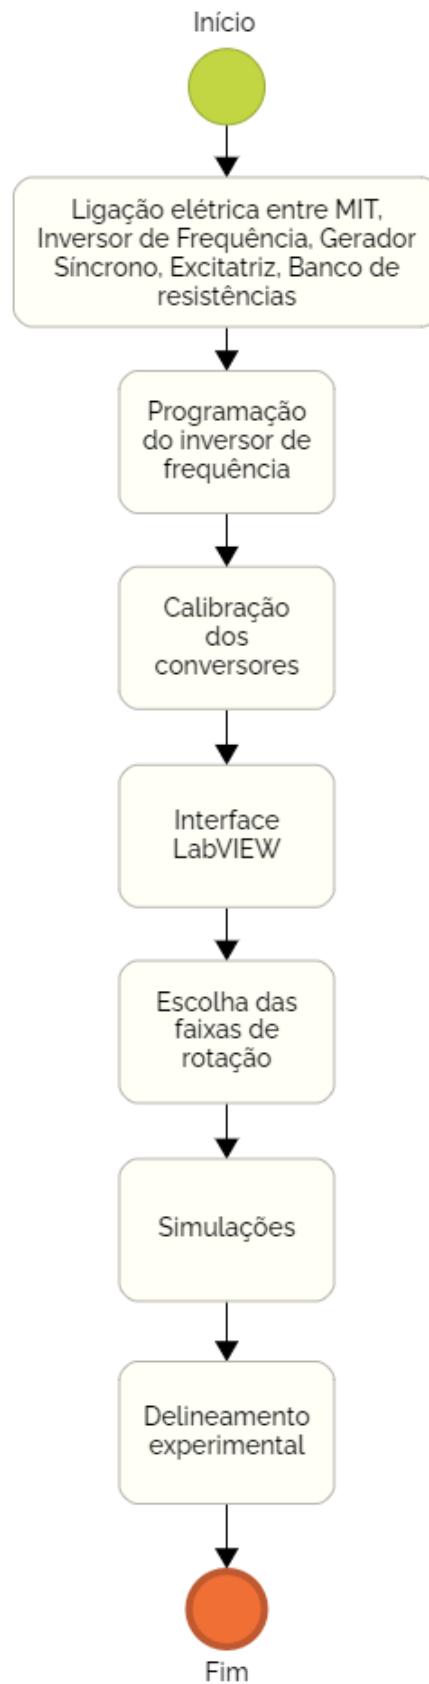 Início
Ligação elétrica entre MIT,
Inversor de Frequência, Gerador
Síncrono, Excitatriz, Banco de
resistências
Programação
do inversor de
frequência
Calibração
dos
conversores
Interface
LabVIEW
Escolha das
faixas de
rotação
Simulações
Delineamento
experimental
Fim